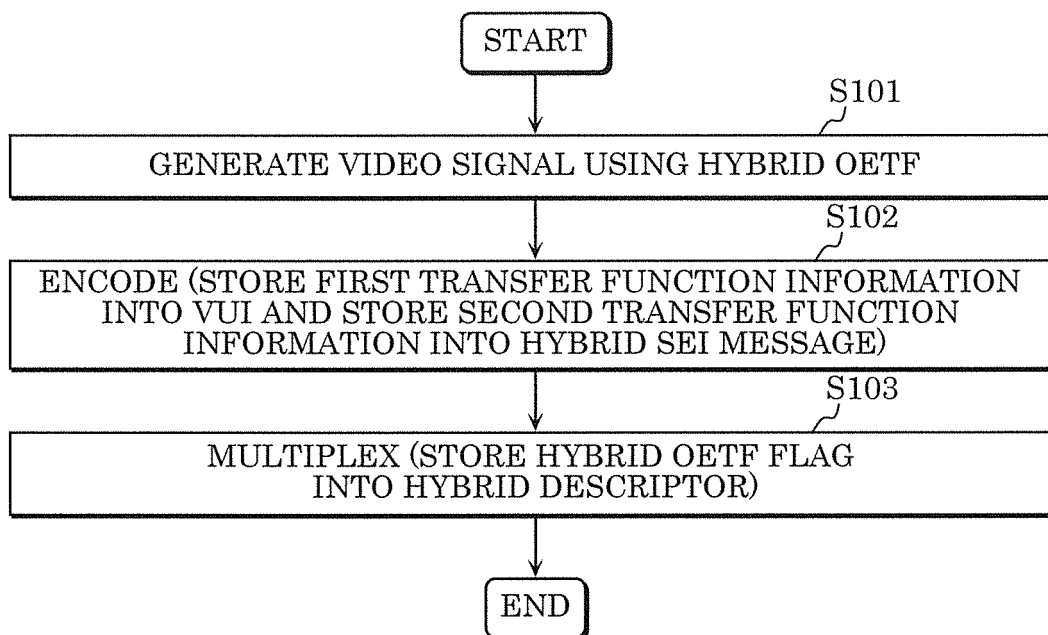 START
S101
GENERATE VIDEO SIGNAL USING HYBRID OETF
S102
ENCODE (STORE FIRST TRANSFER FUNCTION INFORMATION
INTO VUI AND STORE SECOND TRANSFER FUNCTION
INFORMATION INTO HYBRID SEI MESSAGE)
S103
MULTIPLEX (STORE HYBRID OETF FLAG
INTO HYBRID DESCRIPTOR)
END